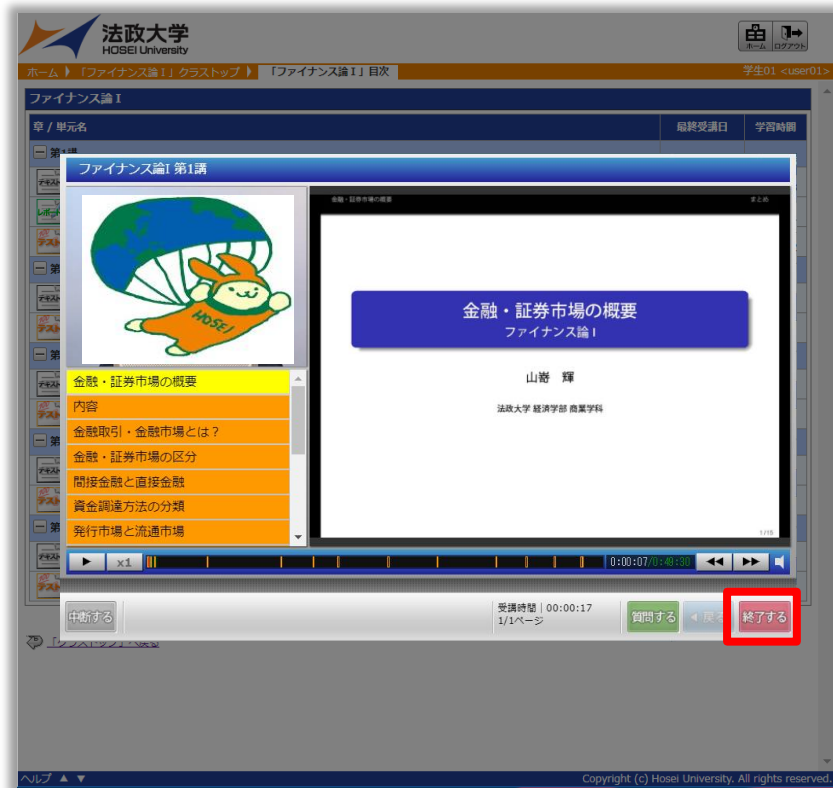 法政大学
HOSEI University
ホーム ログアウト
ホーム 「ファイナンス論Ⅰ」クラストップ 「ファイナンス論Ⅰ」目次 学生01 <user01>
ファイナンス論Ⅰ
章 / 単元名 最終受講日 学習時間
ファイナンス論Ⅰ 第1講
HOSEI
金融・証券市場の概要 まとめ
金融・証券市場の概要
ファイナンス論 I
山嵜 輝
法政大学 経済学部 商業学科
1/15
金融・証券市場の概要
内容
金融取引・金融市場とは？
金融・証券市場の区分
間接金融と直接金融
資金調達方法の分類
発行市場と流通市場
x1 0:00:07/0:49:30
中断する
受講時間｜00:00:17
1/1ページ
質問する 戻る 終了する
「クラストップ」へ戻る
ヘルプ ▲ ▼ Copyright (c) Hosei University. All rights reserved.